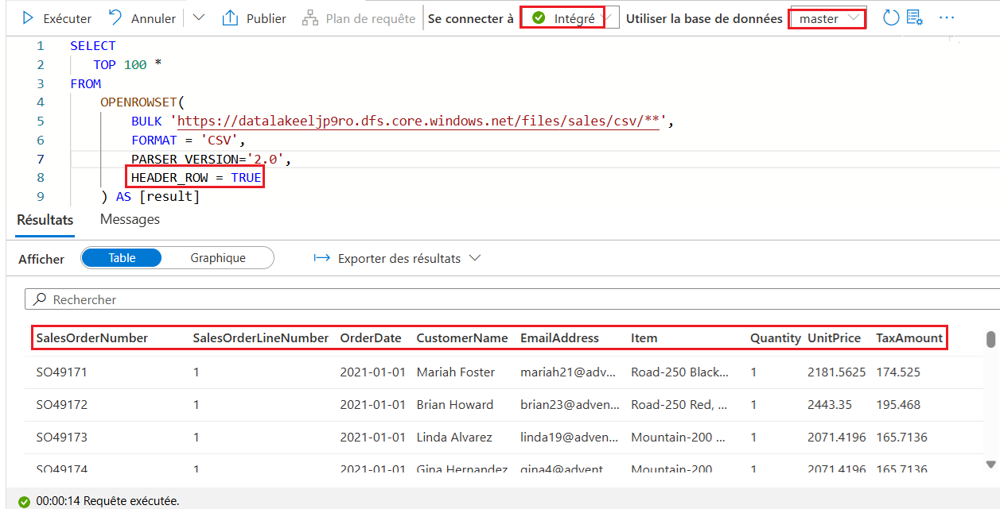 Exécuter Annuler Publier Plan de requête Se connecter à Intégré Utiliser la base de données master ...
1 SELECT
2 TOP 100 *
3 FROM
4 OPENROWSET(
5 BULK 'https://datalakeeljp9ro.dfs.core.windows.net/files/sales/csv/**',
6 FORMAT = 'CSV',
7 PARSER_VERSION='2.0',
8 HEADER_ROW = TRUE
9 ) AS [result]
Résultats Messages
Afficher Table Graphique Exporter des résultats
Rechercher
SalesOrderNumber SalesOrderLineNumber OrderDate CustomerName EmailAddress Item Quantity UnitPrice TaxAmount
SO49171 1 2021-01-01 Mariah Foster mariah21@adv... Road-250 Black... 1 2181.5625 174.525
SO49172 1 2021-01-01 Brian Howard brian23@adven... Road-250 Red, ... 1 2443.35 195.468
SO49173 1 2021-01-01 Linda Alvarez linda19@adven... Mountain-200 ... 1 2071.4196 165.7136
SO49174 1 2021-01-01 Gina Hernandez gina4@advent Mountain-200 1 2071.4196 165.7136
00:00:14 Requête exécutée.